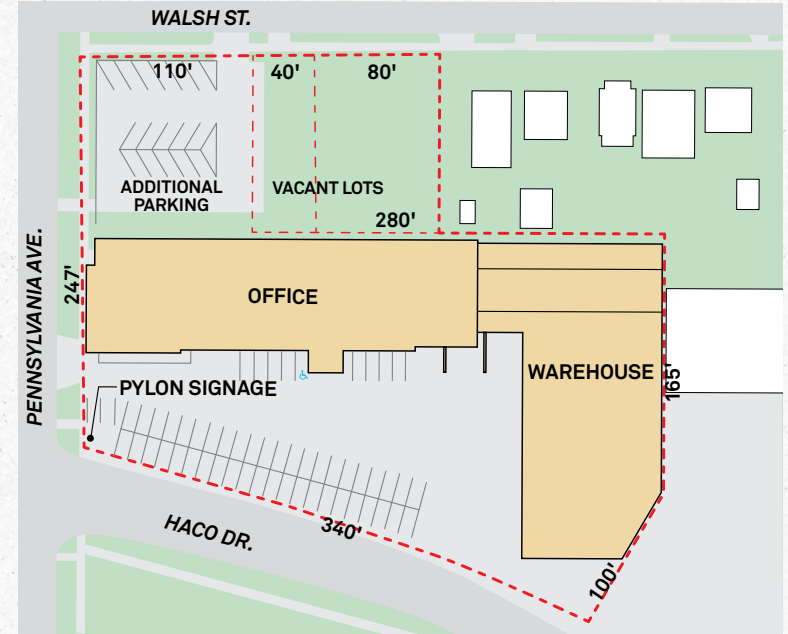 WALSH ST.
110'
40'
80'
ADDITIONAL
PARKING
VACANT LOTS
280'
PENNSYLVANIA AVE.
247'
OFFICE
WAREHOUSE
165'
PYLON SIGNAGE
HACO DR.
340'
100'